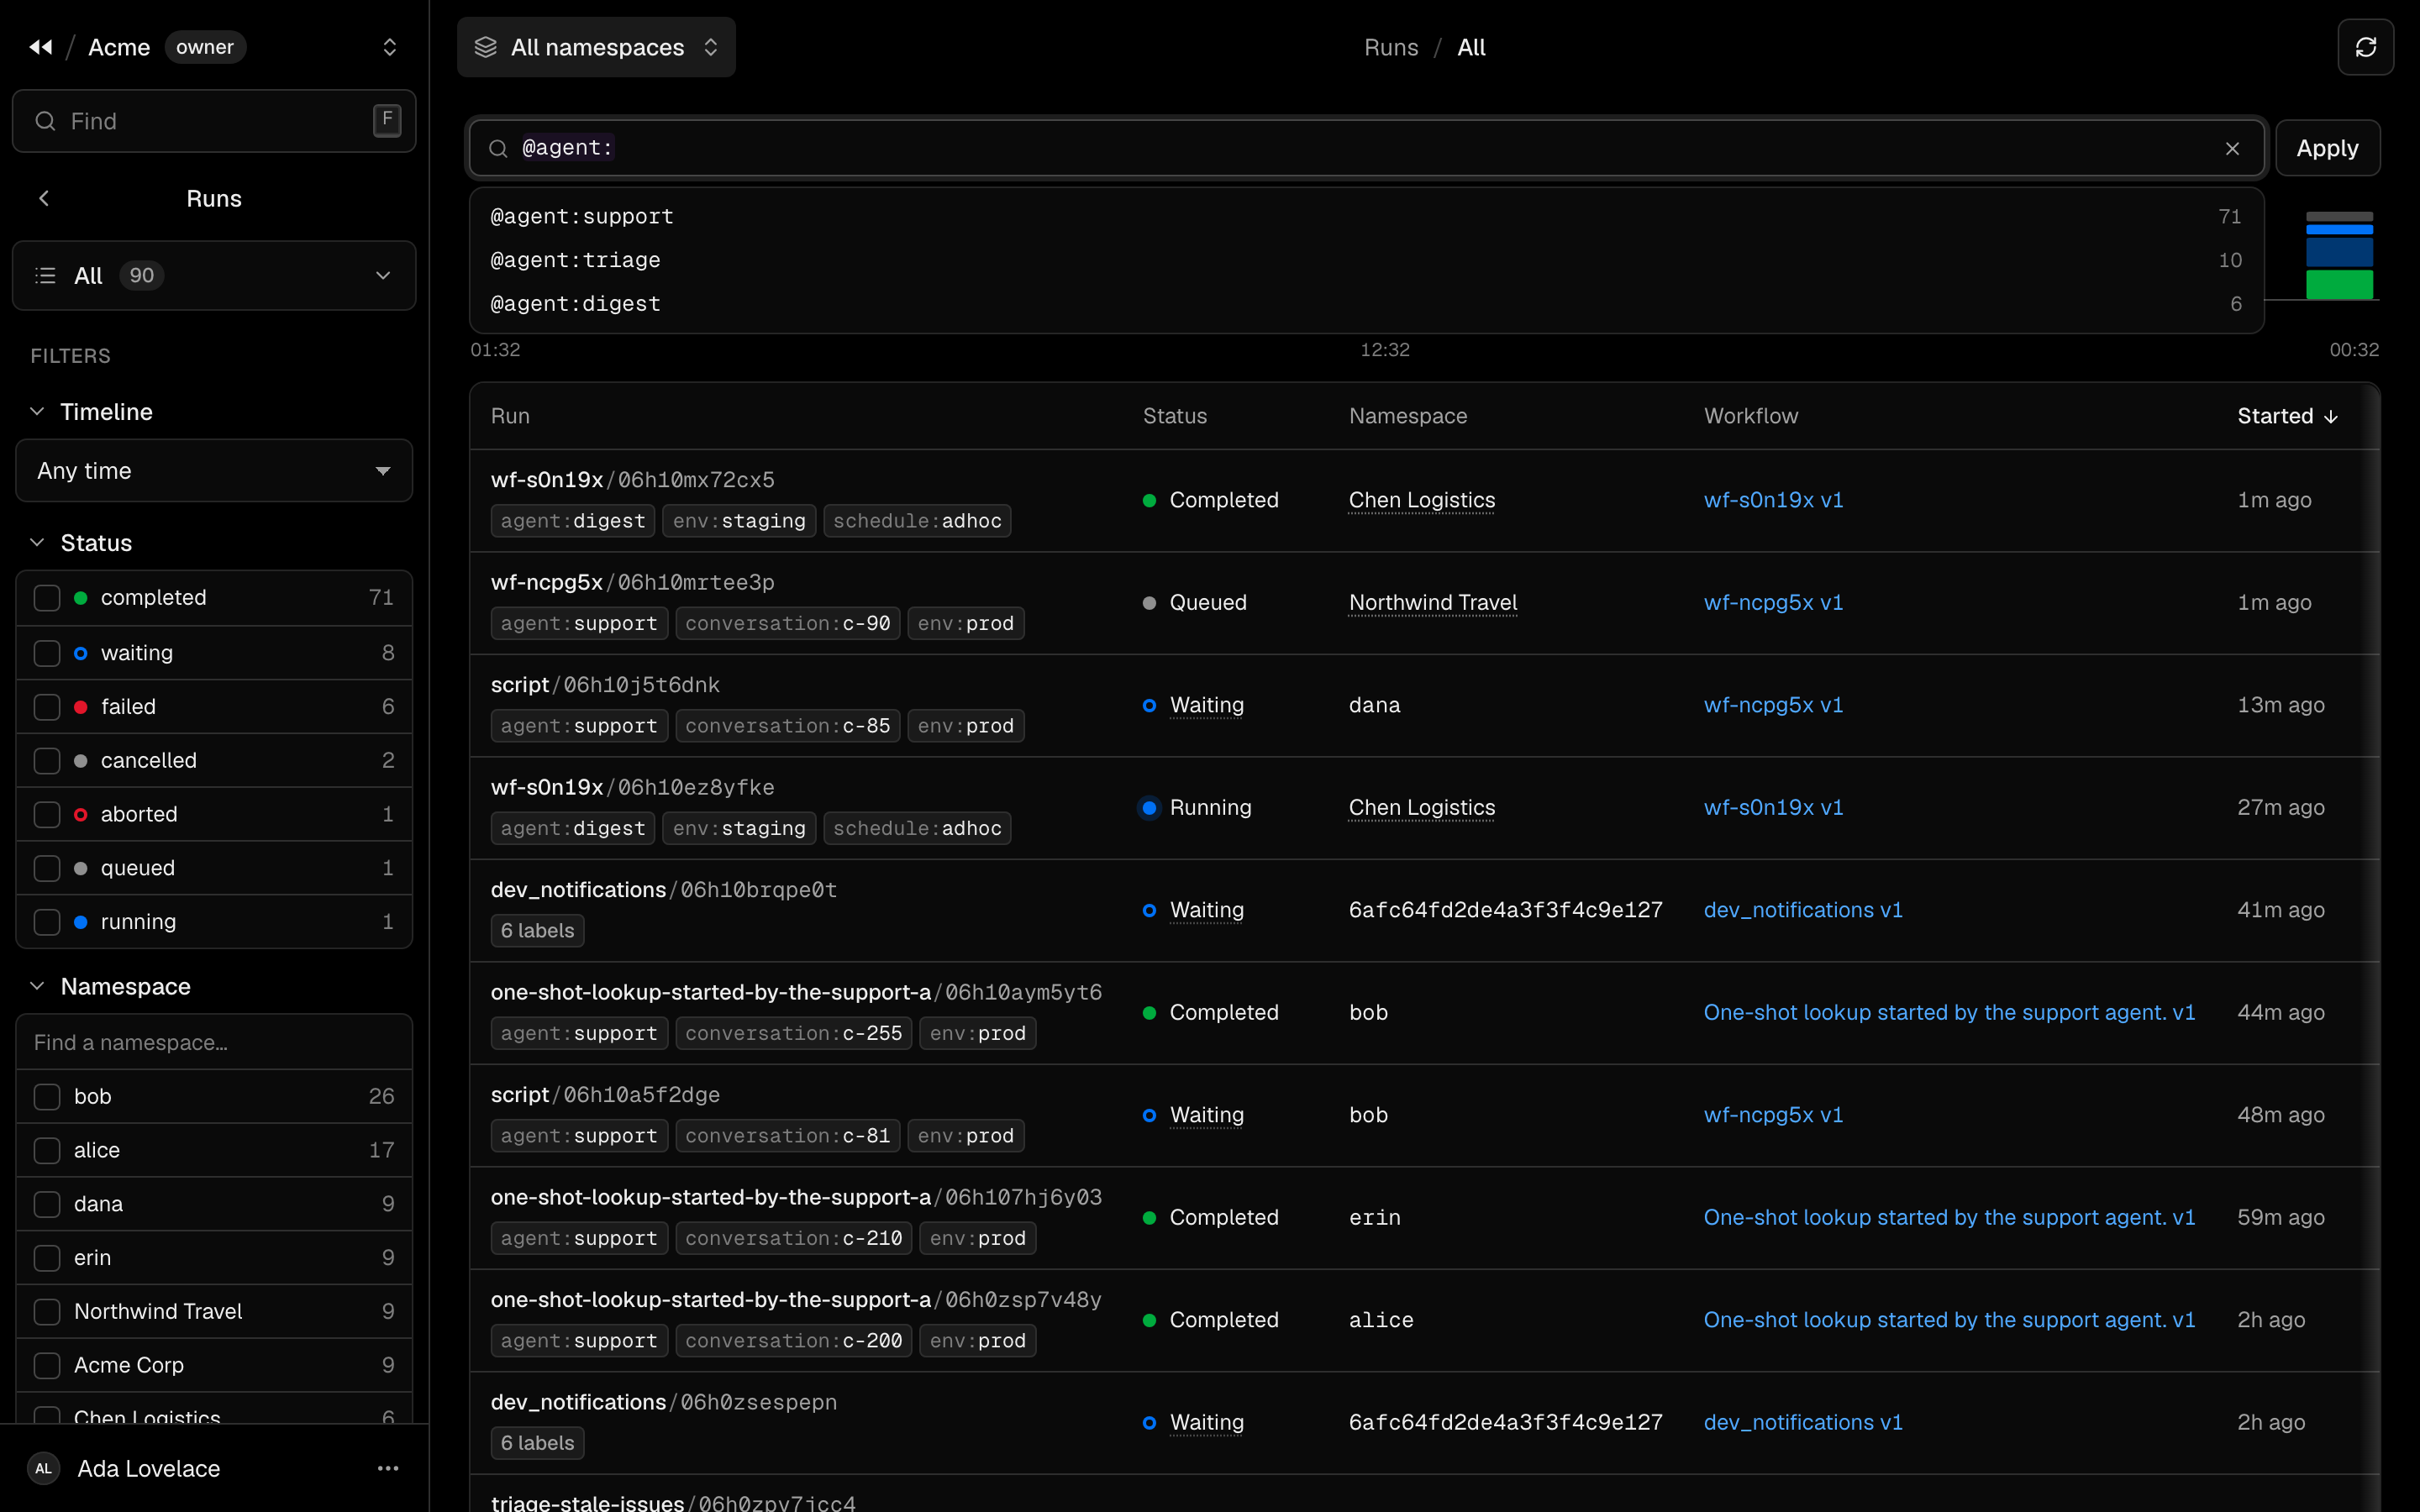 Acme owner
Find F
Runs
All 90
FILTERS
Timeline
Any time
Status
completed 71
waiting 8
failed 6
cancelled 2
aborted 1
queued 1
running 1
Namespace
Find a namespace…
bob 26
alice 17
dana 9
erin 9
Northwind Travel 9
Acme Corp 9
Chen Logistics 6
AL Ada Lovelace
All namespaces
Runs / All
@agent:
Apply
@agent:support 71
@agent:triage 10
@agent:digest 6
01:32 12:32 00:32
Run Status Namespace Workflow Started
wf-s0n19x/06h10mx72cx5
agent:digest env:staging schedule:adhoc
Completed Chen Logistics wf-s0n19x v1 1m ago
wf-ncpg5x/06h10mrtee3p
agent:support conversation:c-90 env:prod
Queued Northwind Travel wf-ncpg5x v1 1m ago
script/06h10j5t6dnk
agent:support conversation:c-85 env:prod
Waiting dana wf-ncpg5x v1 13m ago
wf-s0n19x/06h10ez8yfke
agent:digest env:staging schedule:adhoc
Running Chen Logistics wf-s0n19x v1 27m ago
dev_notifications/06h10brqpe0t
6 labels
Waiting 6afc64fd2de4a3f3f4c9e127 dev_notifications v1 41m ago
one-shot-lookup-started-by-the-support-a/06h10aym5yt6
agent:support conversation:c-255 env:prod
Completed bob One-shot lookup started by the support agent. v1 44m ago
script/06h10a5f2dge
agent:support conversation:c-81 env:prod
Waiting bob wf-ncpg5x v1 48m ago
one-shot-lookup-started-by-the-support-a/06h107hj6y03
agent:support conversation:c-210 env:prod
Completed erin One-shot lookup started by the support agent. v1 59m ago
one-shot-lookup-started-by-the-support-a/06h0zsp7v48y
agent:support conversation:c-200 env:prod
Completed alice One-shot lookup started by the support agent. v1 2h ago
dev_notifications/06h0zsespepn
6 labels
Waiting 6afc64fd2de4a3f3f4c9e127 dev_notifications v1 2h ago
triage-stale-issues/06h0zpv7jcc4